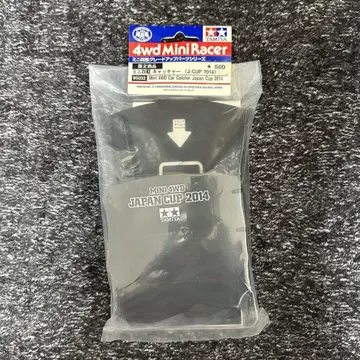 TAMIYA
4wd Mini Racer
ミニ四駆グレードアップパーツシリーズ
限定商品
ミニ四駆 キャッチャー (J-CUP 2014)
★ 560
Mini 4WD Car Catcher Japan Cup 2014
MINI 4WD
JAPAN CUP 2014
TAMIYA